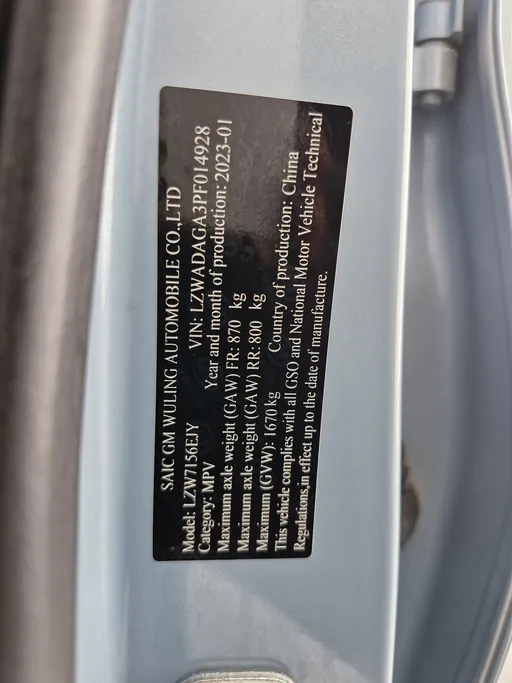 SAIC GM WULING AUTOMOBILE CO.,LTD
Model: LZW7156EJY VIN: LZWADAGA3PF014928
Category: MPV Year and month of production: 2023-01
Maximum axle weight (GAW) FR: 870 kg
Maximum axle weight (GAW) RR: 800 kg
Maximum (GVW): 1670 kg Country of production: China
This vehicle complies with all GSO and National Motor Vehicle Technical
Regulations,in effect up to the date of manufacture.